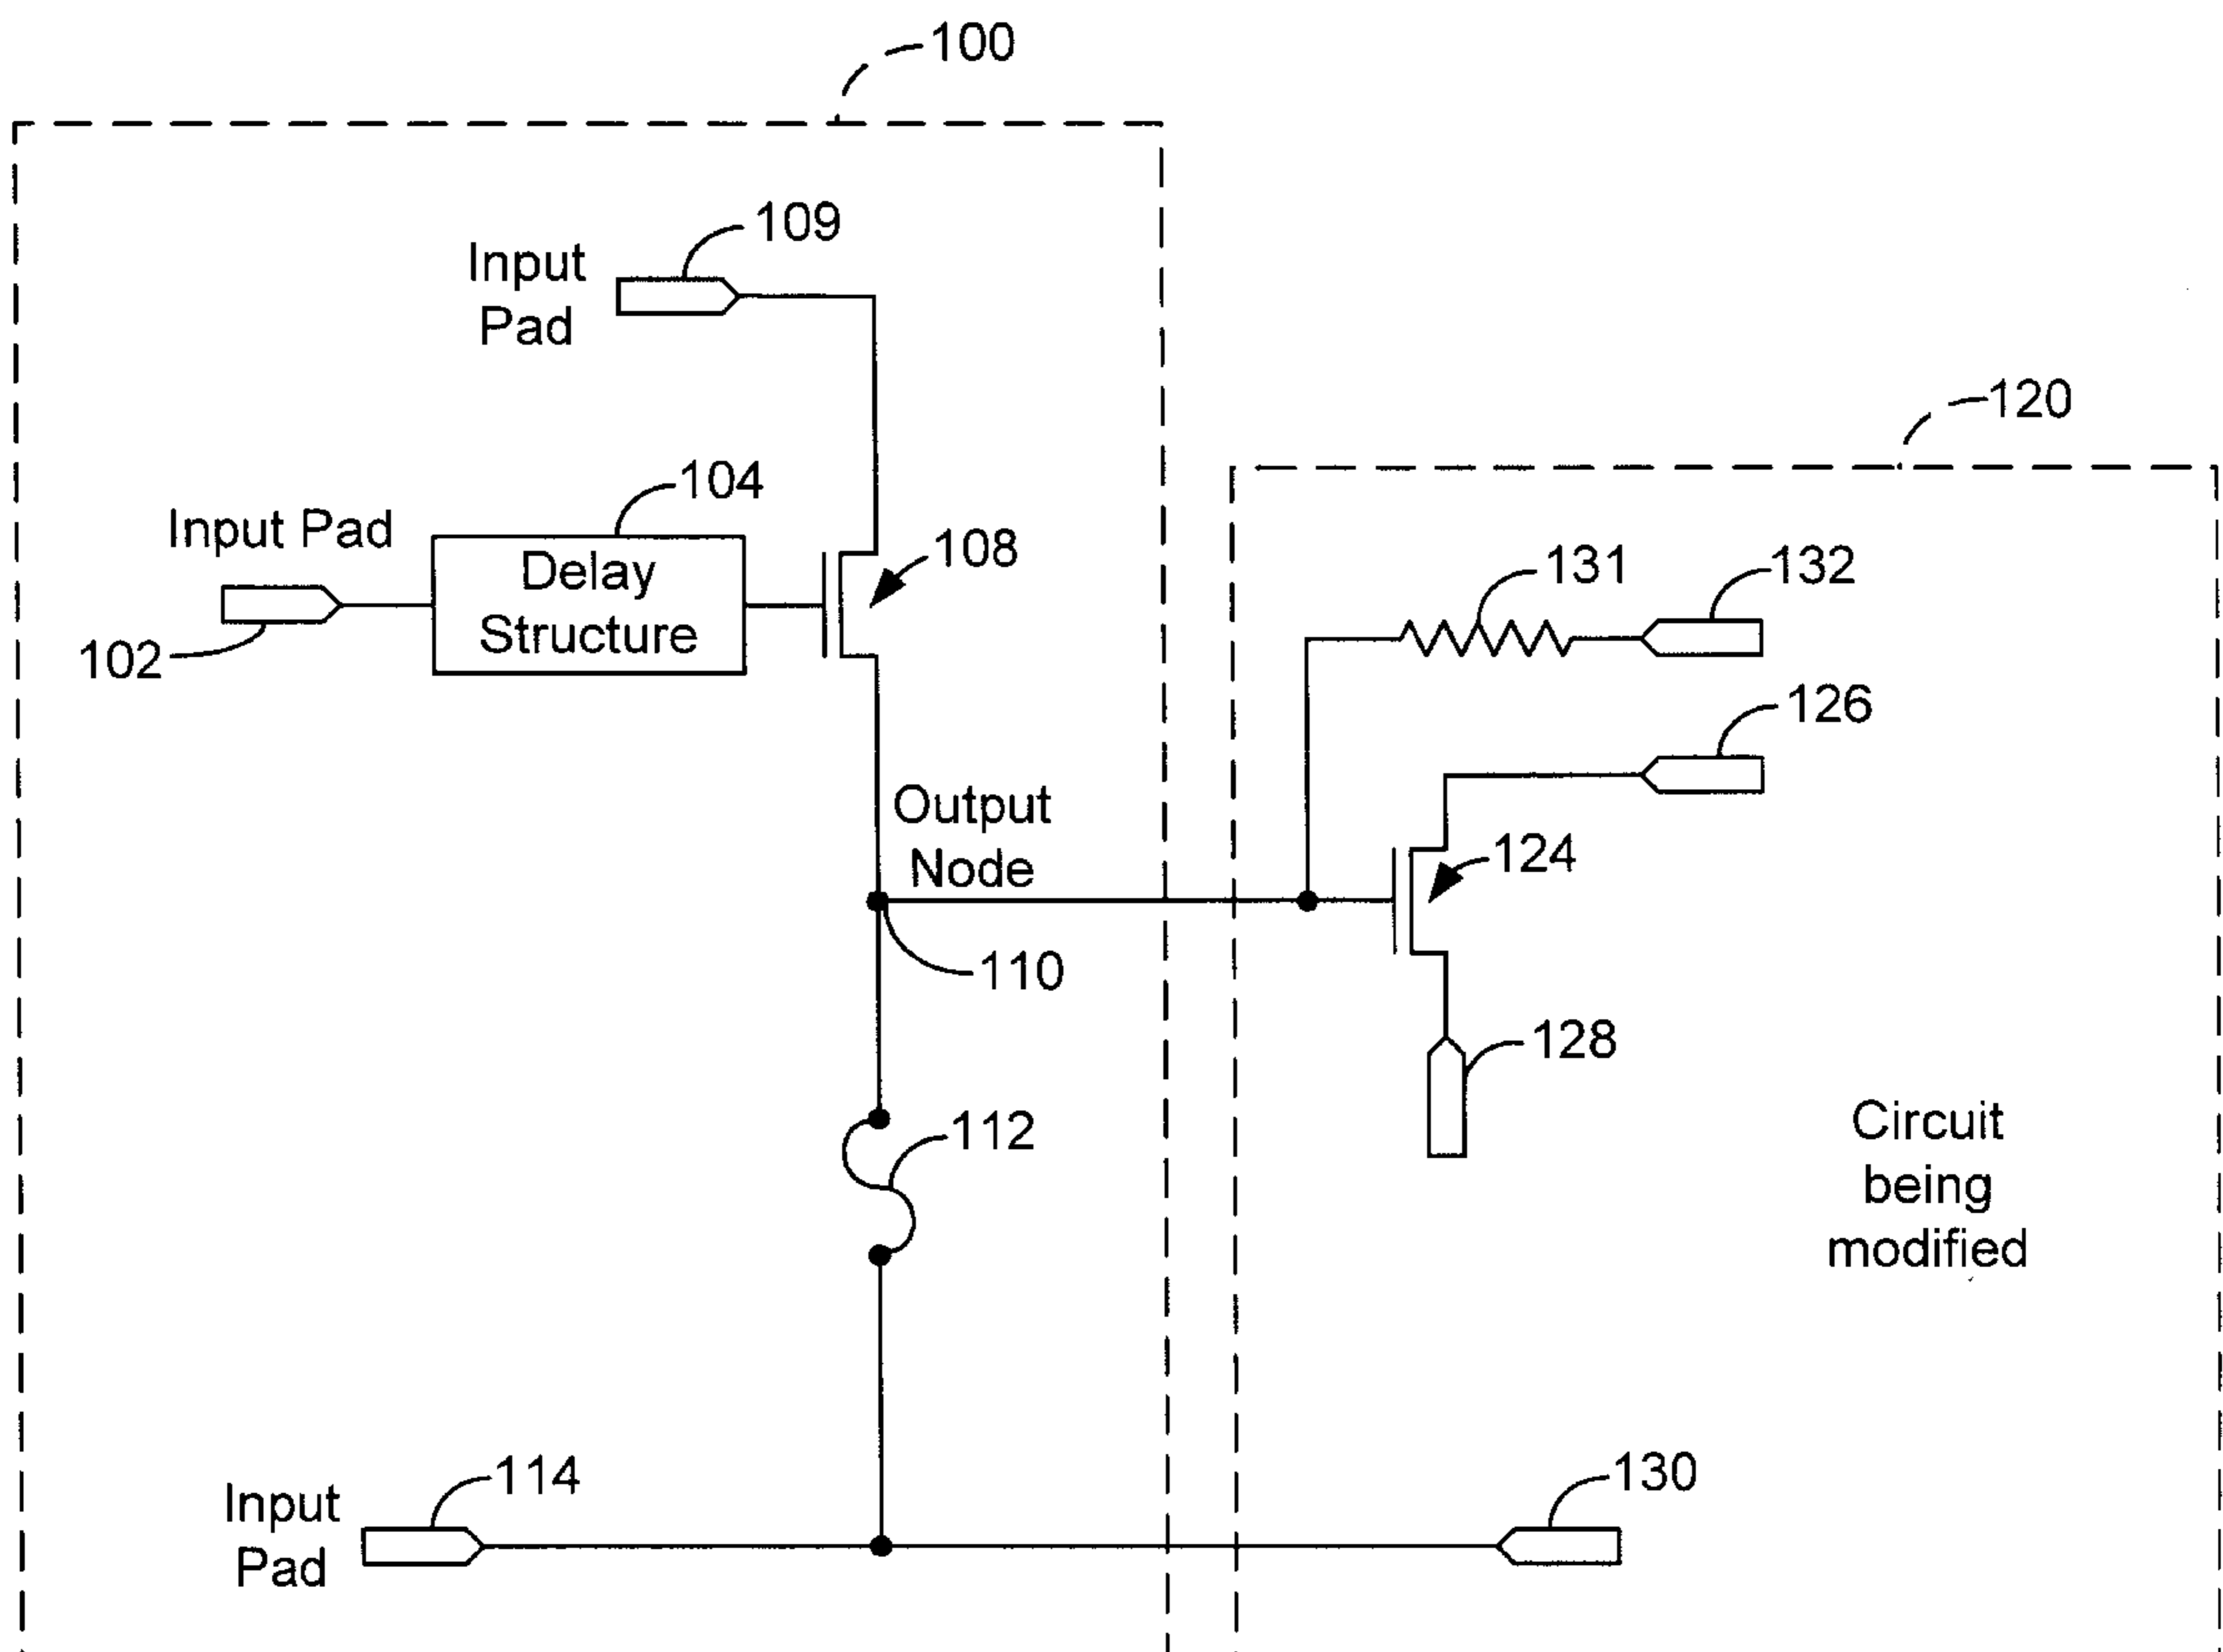 100
109
Input
Pad
120
104
Input Pad
Delay
Structure
108
131
132
102
126
Output
Node
124
110
128
112
Circuit
being
modified
114
Input
Pad
130